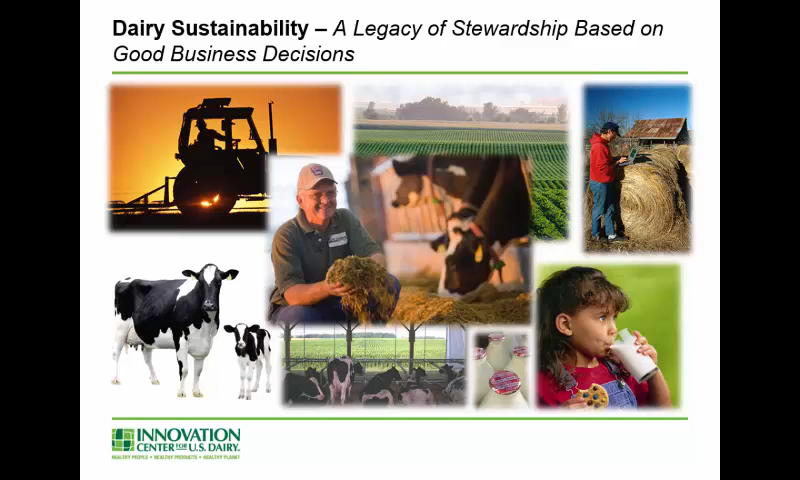 Dairy Sustainability – A Legacy of Stewardship Based on
Good Business Decisions
INNOVATION
CENTER FOR U.S. DAIRY.
HEALTHY PEOPLE • HEALTHY PRODUCTS • HEALTHY PLANET